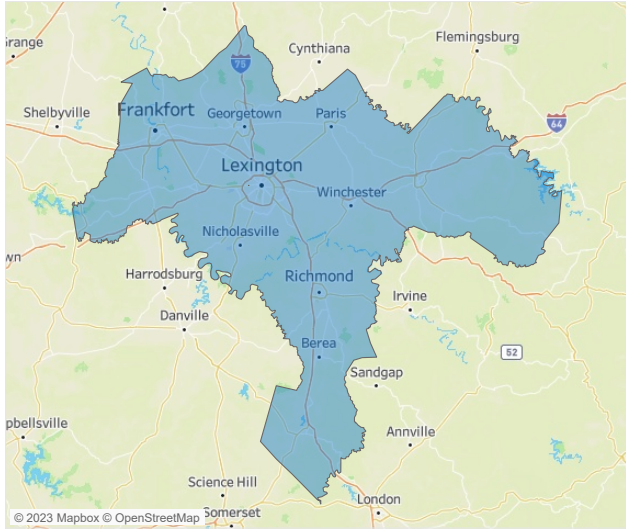 Grange
Cynthiana
Flemingsburg
75
Shelbyville
Frankfort
Georgetown
Paris
64
Lexington
Winchester
Nicholasville
wn
Harrodsburg
Richmond
Irvine
Danville
Berea
52
Sandgap
pbellsville
Annville
Science Hill
London
Somerset
© 2023 Mapbox © OpenStreetMap